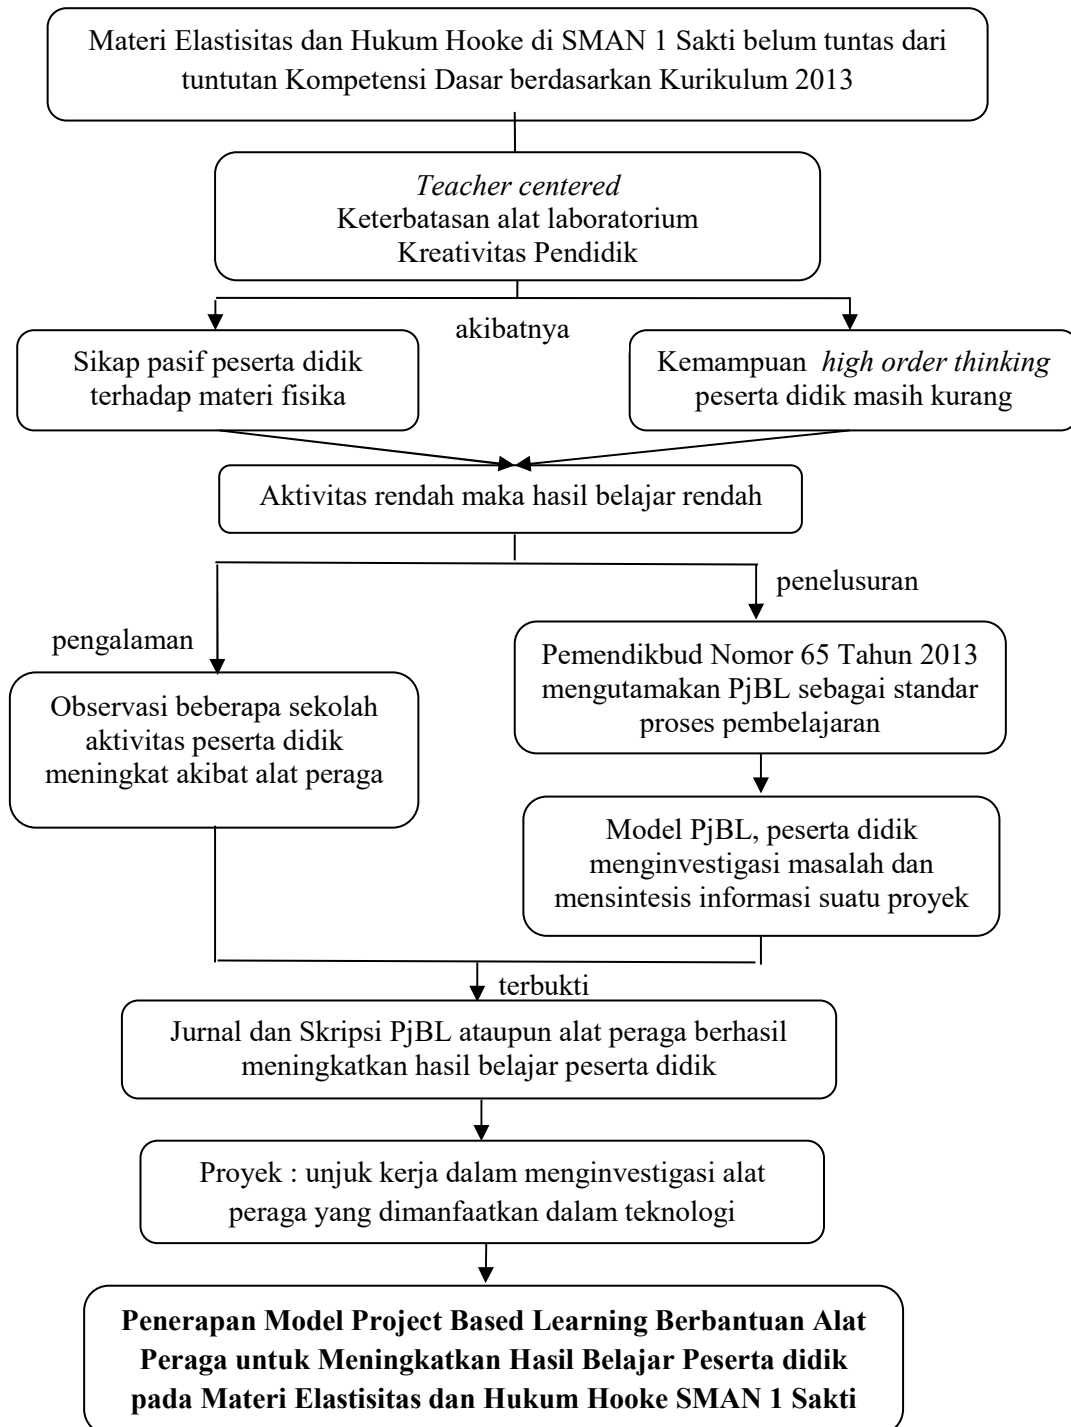 Materi Elastisitas dan Hukum Hooke di SMAN 1 Sakti belum tuntas dari
tuntutan Kompetensi Dasar berdasarkan Kurikulum 2013
Teacher centered
Keterbatasan alat laboratorium
Kreativitas Pendidik
akibatnya
Sikap pasif peserta didik
terhadap materi fisika
Kemampuan high order thinking
peserta didik masih kurang
Aktivitas rendah maka hasil belajar rendah
pengalaman
penelusuran
Observasi beberapa sekolah
aktivitas peserta didik
meningkat akibat alat peraga
Pemendikbud Nomor 65 Tahun 2013
mengutamakan PjBL sebagai standar
proses pembelajaran
Model PjBL, peserta didik
menginvestigasi masalah dan
mensintesis informasi suatu proyek
terbukti
Jurnal dan Skripsi PjBL ataupun alat peraga berhasil
meningkatkan hasil belajar peserta didik
Proyek : unjuk kerja dalam menginvestigasi alat
peraga yang dimanfaatkan dalam teknologi
Penerapan Model Project Based Learning Berbantuan Alat
Peraga untuk Meningkatkan Hasil Belajar Peserta didik
pada Materi Elastisitas dan Hukum Hooke SMAN 1 Sakti